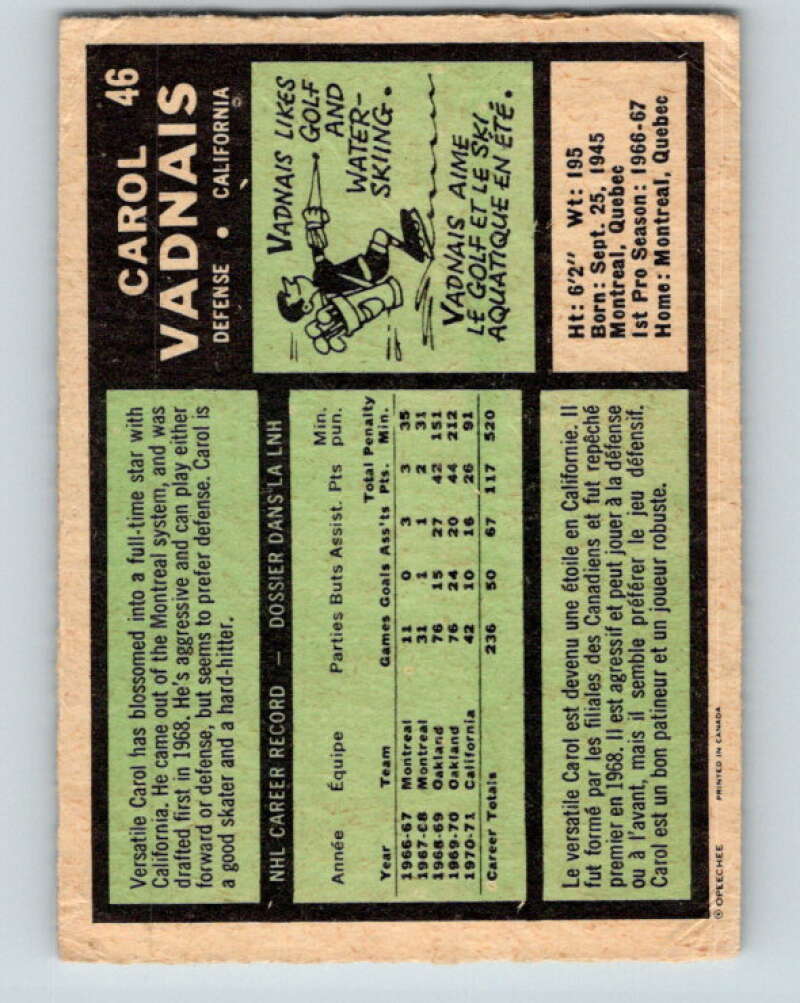 CAROL 46
VADNAIS
DEFENSE • CALIFORNIA
Versatile Carol has blossomed into a full-time star with
California. He came out of the Montreal system, and was
drafted first in 1968. He's aggressive and can play either
forward or defense, but seems to prefer defense. Carol is
a good skater and a hard-hitter.
VADNAIS LIKES
GOLF
AND
WATER-
SKIING.
VADNAIS AIME
LE GOLF ET LE SKI
AQUATIQUE EN ÉTÉ.
NHL CAREER RECORD — DOSSIER DANS LA LNH
Année Équipe Parties Buts Assist. Pts Min. pun.
Year Team Games Goals Ass'ts Pts. Total Penalty Min.
1966-67 Montreal 11 0 3 3 35
1967-68 Montreal 31 1 1 2 31
1968-69 Oakland 76 15 27 42 151
1969-70 Oakland 76 24 20 44 212
1970-71 California 42 10 16 26 91
Career Totals 236 50 67 117 520
Ht: 6'2" Wt: 195
Born: Sept. 25, 1945
Montreal, Quebec
1st Pro Season: 1966-67
Home: Montreal, Quebec
Le versatile Carol est devenu une étoile en Californie. Il
fut formé par les filiales des Canadiens et fut repêché
premier en 1968. Il est agressif et peut jouer à la défense
ou à l'avant, mais il semble préférer le jeu défensif.
Carol est un bon patineur et un joueur robuste.
© OPEECHEE PRINTED IN CANADA